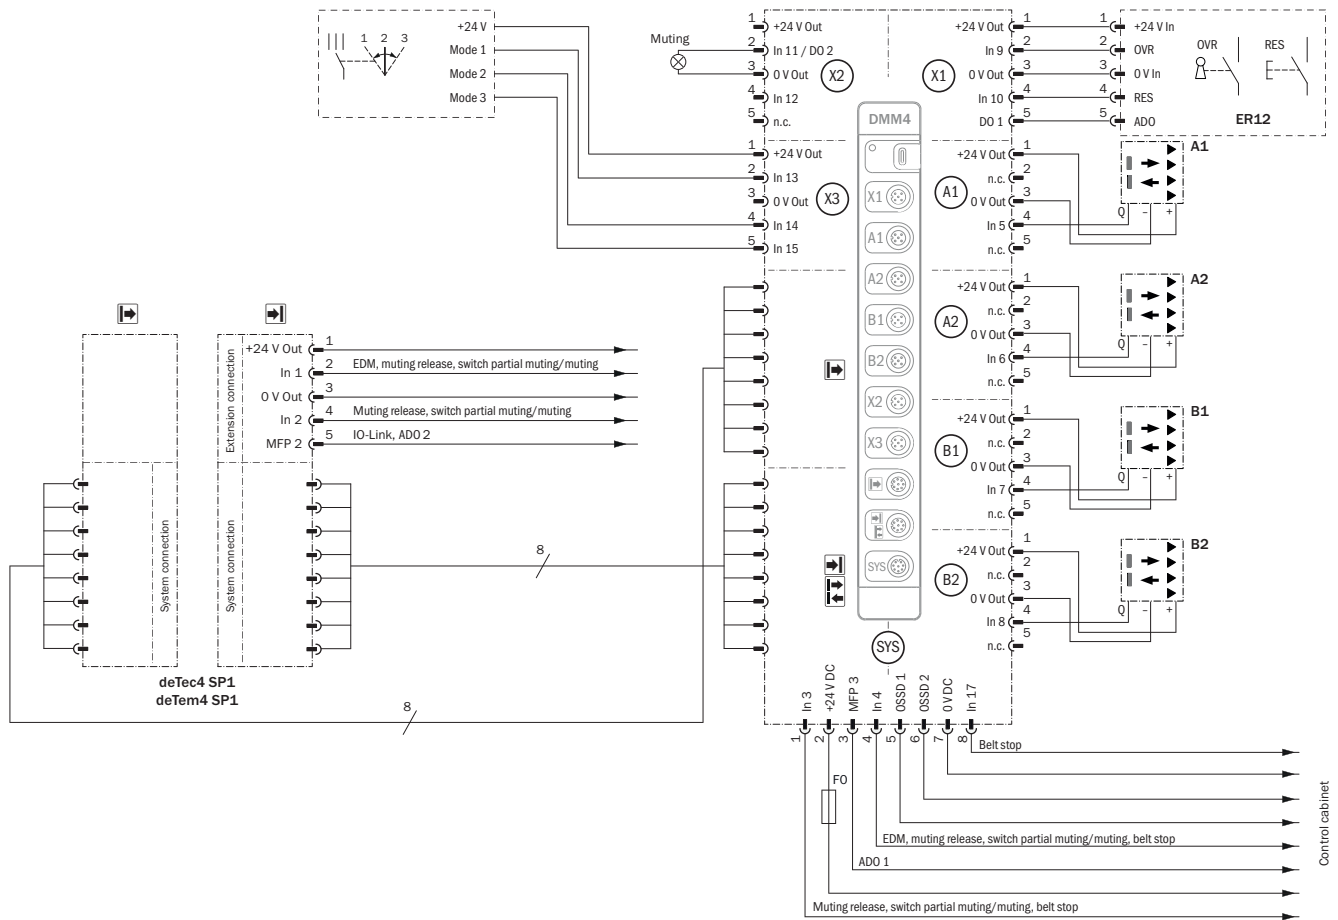 +24 V
Mode 1
Mode 2
Mode 3
1 2 3
Muting
1 +24 V Out
2 In 11 / DO 2
3 0 V Out
4 In 12
5 n.c.
X2
X1
+24 V Out 1
In 9 2
0 V Out 3
In 10 4
DO 1 5
1 +24 V In
2 OVR
3 0 V In
4 RES
5 ADO
OVR RES
ER12
1 +24 V Out
2 In 13
3 0 V Out
4 In 14
5 In 15
X3
DMM4
X1
A1
A2
B1
B2
X2
X3
SYS
A1
+24 V Out 1
n.c. 2
0 V Out 3
In 5 4
n.c. 5
A1
Q – +
A2
+24 V Out 1
n.c. 2
0 V Out 3
In 6 4
n.c. 5
A2
Q – +
B1
+24 V Out 1
n.c. 2
0 V Out 3
In 7 4
n.c. 5
B1
Q – +
B2
+24 V Out 1
n.c. 2
0 V Out 3
In 8 4
n.c. 5
B2
Q – +
Extension connection
+24 V Out 1
In 1 2 EDM, muting release, switch partial muting/muting
0 V Out 3
In 2 4 Muting release, switch partial muting/muting
MFP 2 5 IO-Link, ADO 2
System connection
System connection
8
8
deTec4 SP1
deTem4 SP1
SYS
In 3
+24 V DC
MFP 3
In 4
OSSD 1
OSSD 2
0 V DC
In 17
1 2 3 4 5 6 7 8
Belt stop
F0
EDM, muting release, switch partial muting/muting, belt stop
ADO 1
Muting release, switch partial muting/muting, belt stop
Control cabinet